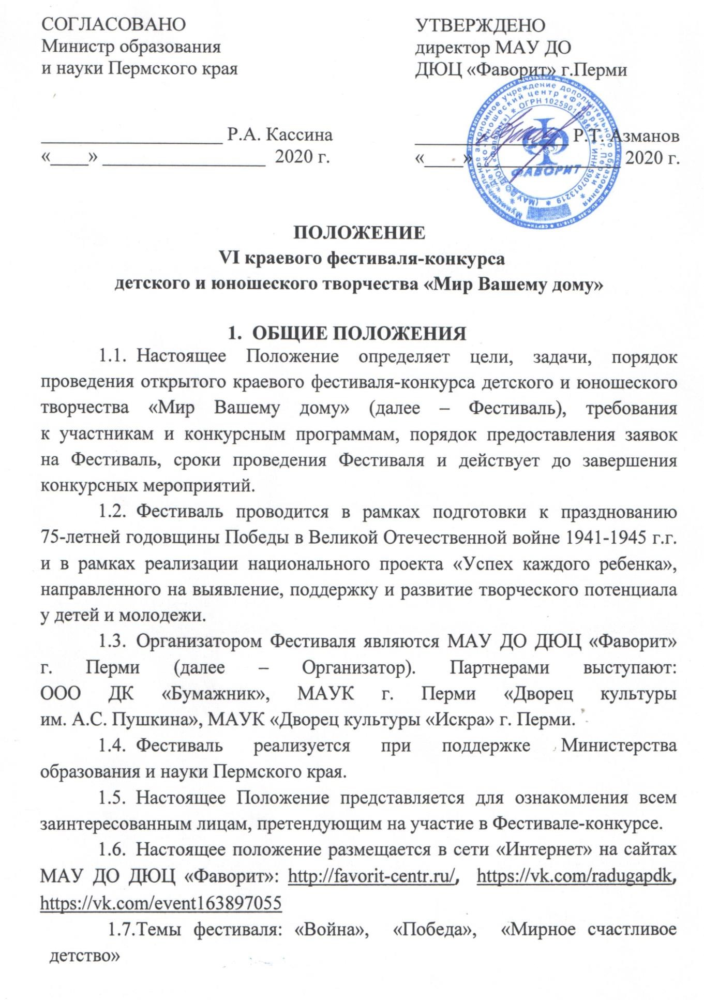 СОГЛАСОВАНО
Министр образования
и науки Пермского края
___________________ Р.А. Кассина
«____» _________________ 2020 г.
УТВЕРЖДЕНО
директор МАУ ДО
ДЮЦ «Фаворит» г.Перми
________________ Р.Т. Азманов
«____» _______________ 2020 г.
Муниципальное автономное учреждение дополнительного образования
«Детско-юношеский центр «Фаворит» г. Перми
(МАУ ДО ДЮЦ «Фаворит») * ОГРН
* ИНН 5907013219 *
ФАВОРИТ
ПОЛОЖЕНИЕ
VI краевого фестиваля-конкурса
детского и юношеского творчества «Мир Вашему дому»
1. ОБЩИЕ ПОЛОЖЕНИЯ
1.1. Настоящее Положение определяет цели, задачи, порядок
проведения открытого краевого фестиваля-конкурса детского и юношеского
творчества «Мир Вашему дому» (далее – Фестиваль), требования
к участникам и конкурсным программам, порядок предоставления заявок
на Фестиваль, сроки проведения Фестиваля и действует до завершения
конкурсных мероприятий.
1.2. Фестиваль проводится в рамках подготовки к празднованию
75-летней годовщины Победы в Великой Отечественной войне 1941-1945 г.г.
и в рамках реализации национального проекта «Успех каждого ребенка»,
направленного на выявление, поддержку и развитие творческого потенциала
у детей и молодежи.
1.3. Организатором Фестиваля являются МАУ ДО ДЮЦ «Фаворит»
г. Перми (далее – Организатор). Партнерами выступают:
ООО ДК «Бумажник», МАУК г. Перми «Дворец культуры
им. А.С. Пушкина», МАУК «Дворец культуры «Искра» г. Перми.
1.4. Фестиваль реализуется при поддержке Министерства
образования и науки Пермского края.
1.5. Настоящее Положение представляется для ознакомления всем
заинтересованным лицам, претендующим на участие в Фестивале-конкурсе.
1.6. Настоящее положение размещается в сети «Интернет» на сайтах
МАУ ДО ДЮЦ «Фаворит»: http://favorit-centr.ru/, https://vk.com/radugapdk,
https://vk.com/event163897055
1.7.Темы фестиваля: «Война», «Победа», «Мирное счастливое
детство»